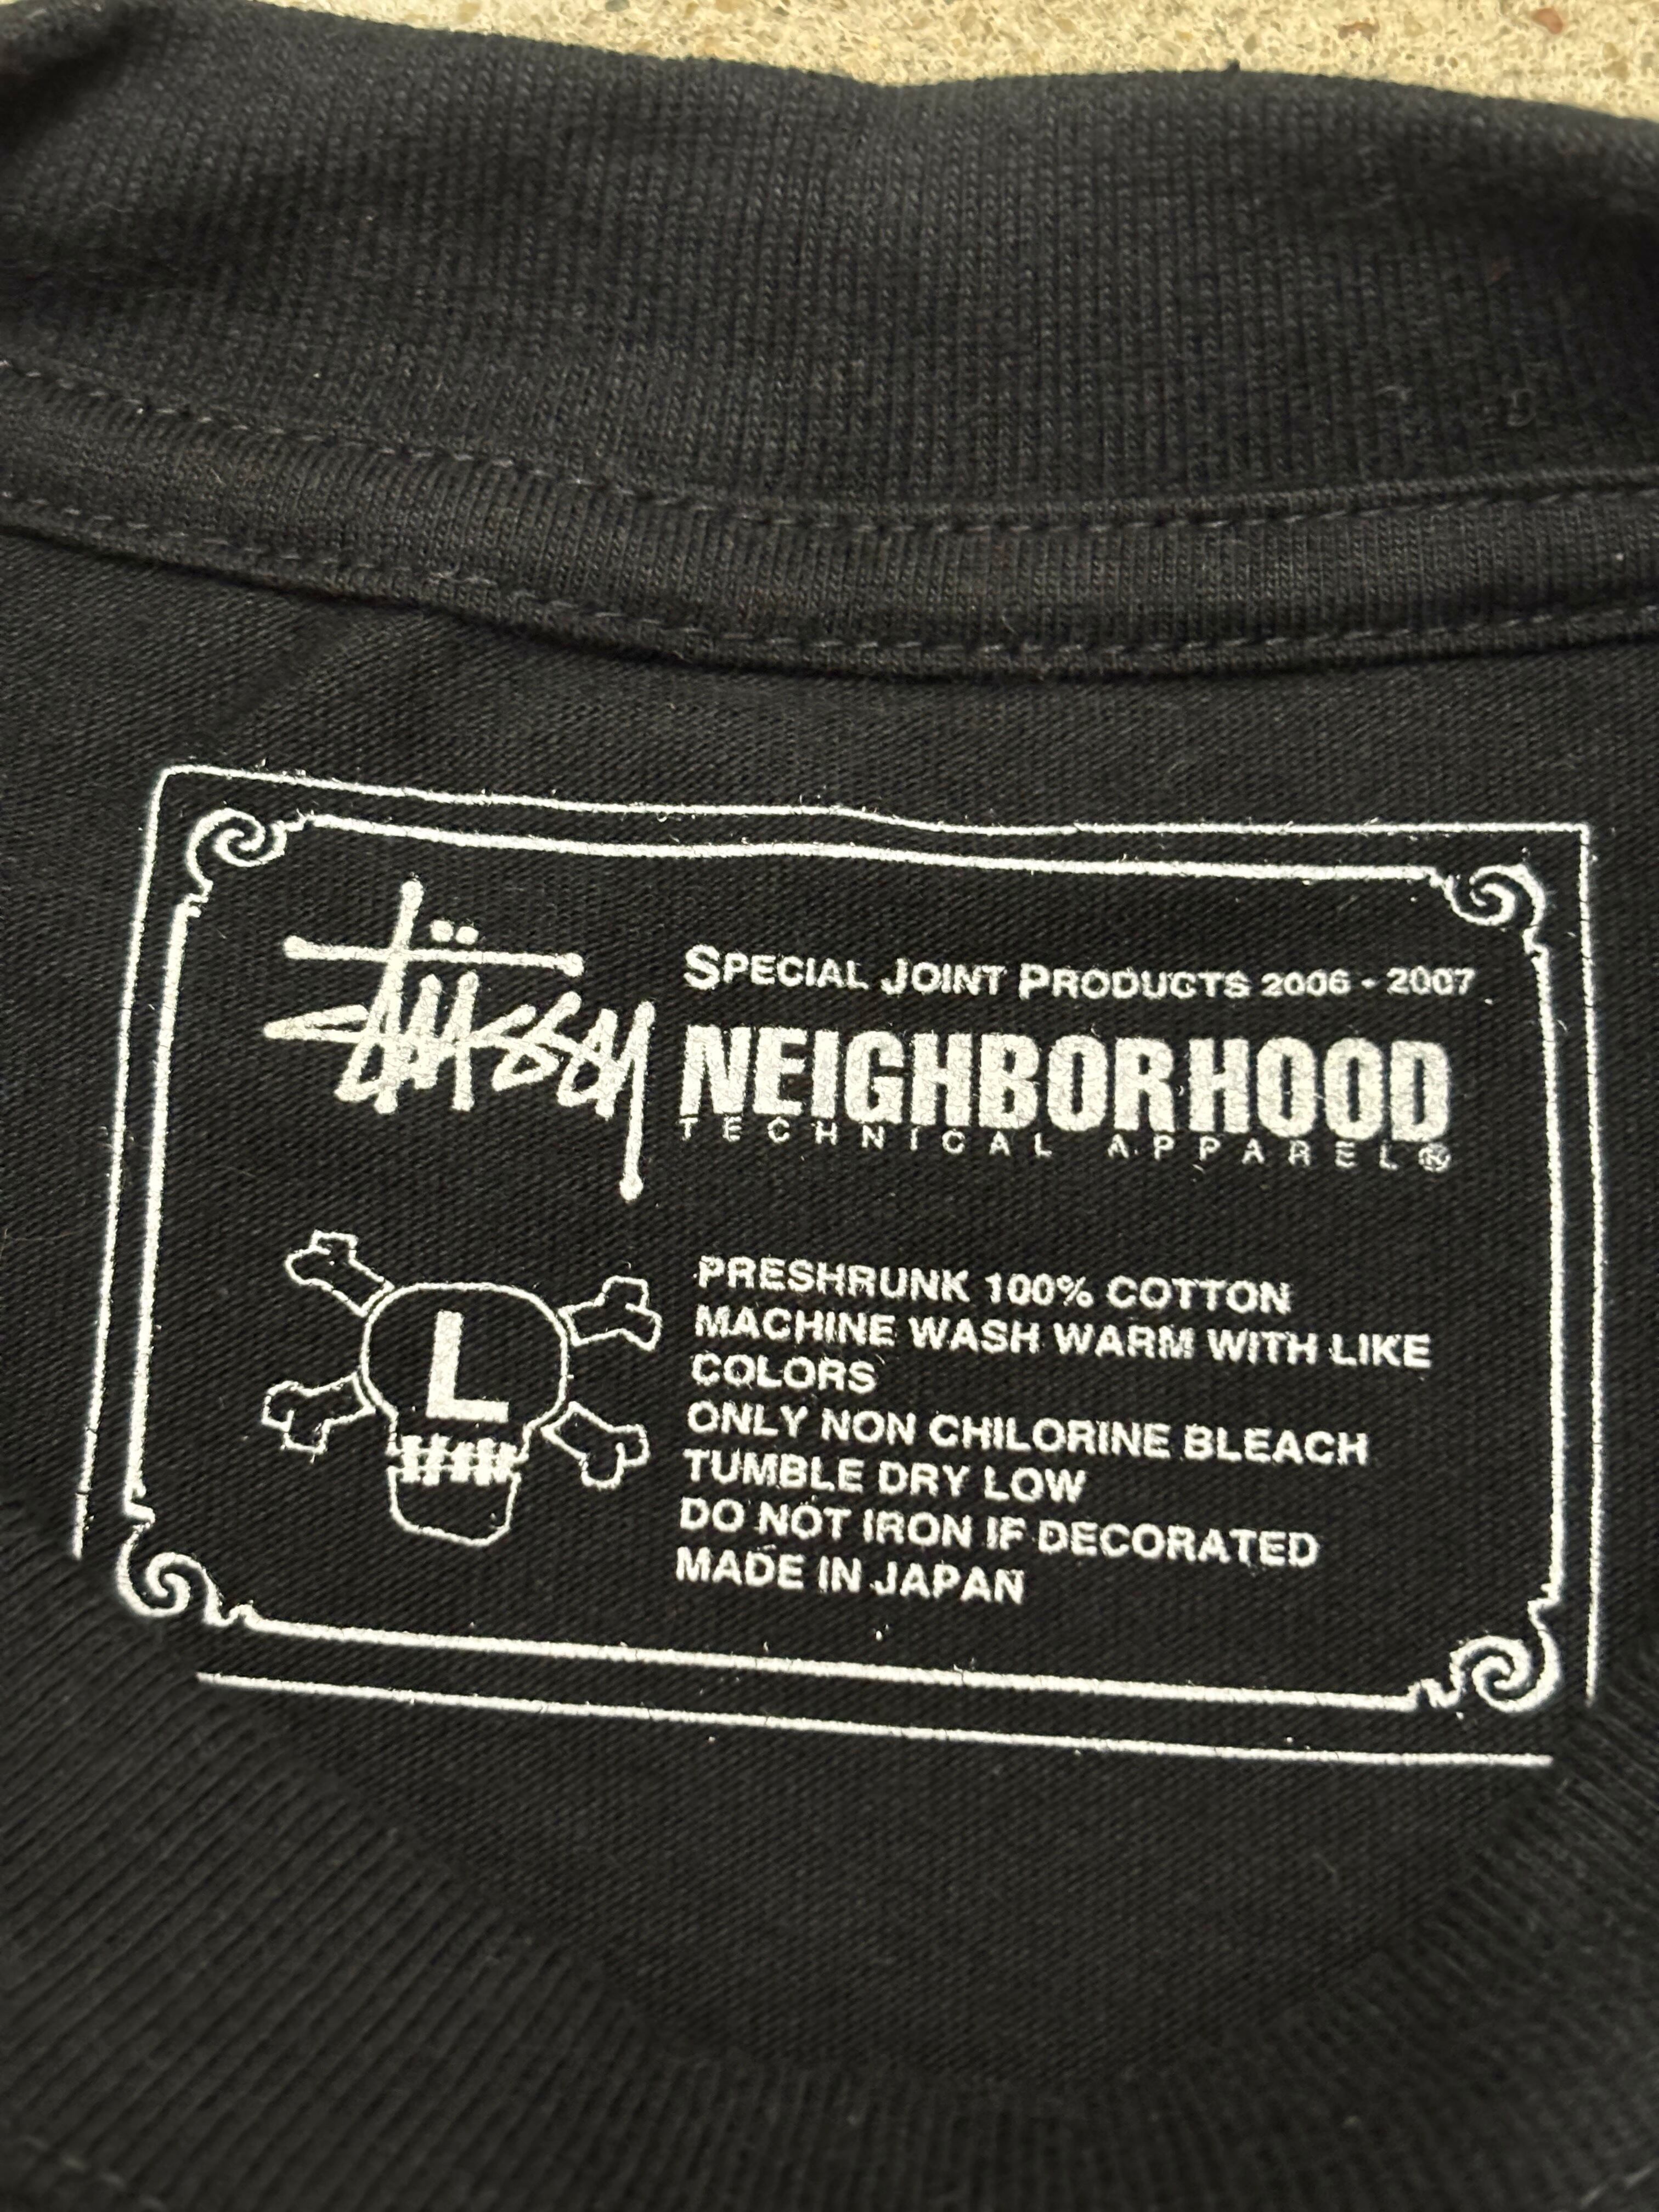 Stüssy
SPECIAL JOINT PRODUCTS 2006 - 2007
NEIGHBORHOOD
TECHNICAL APPAREL®
L
PRESHRUNK 100% COTTON
MACHINE WASH WARM WITH LIKE
COLORS
ONLY NON CHILORINE BLEACH
TUMBLE DRY LOW
DO NOT IRON IF DECORATED
MADE IN JAPAN